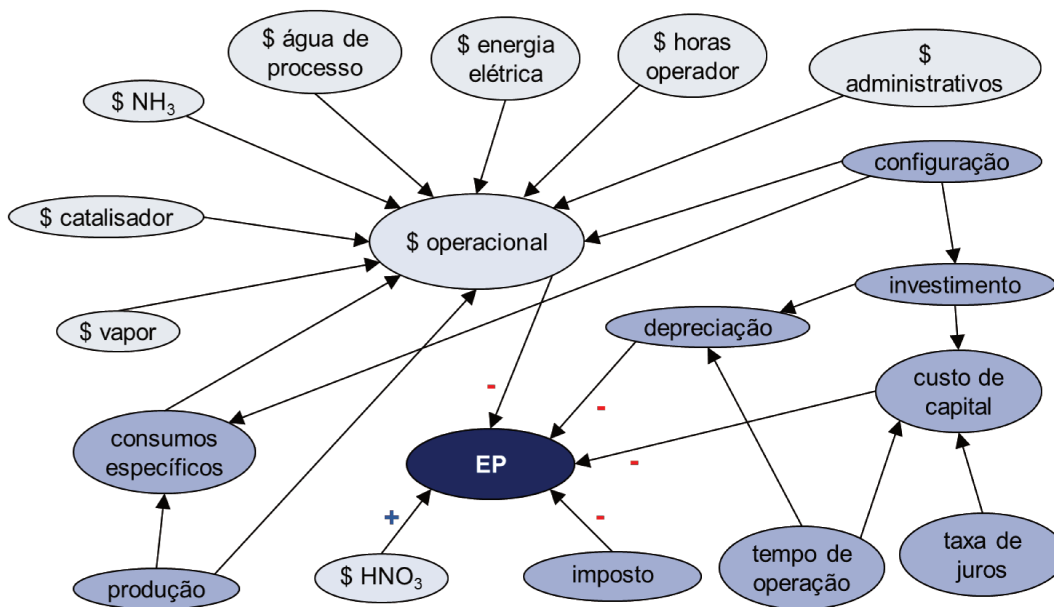 $ água de
processo
$ energia
elétrica
$ horas
operador
$
administrativos
$ NH₃
configuração
$ catalisador
$ operacional
investimento
$ vapor
depreciação
custo de
capital
-
-
consumos
específicos
EP
-
+
-
produção
$ HNO₃
imposto
tempo de
operação
taxa de
juros